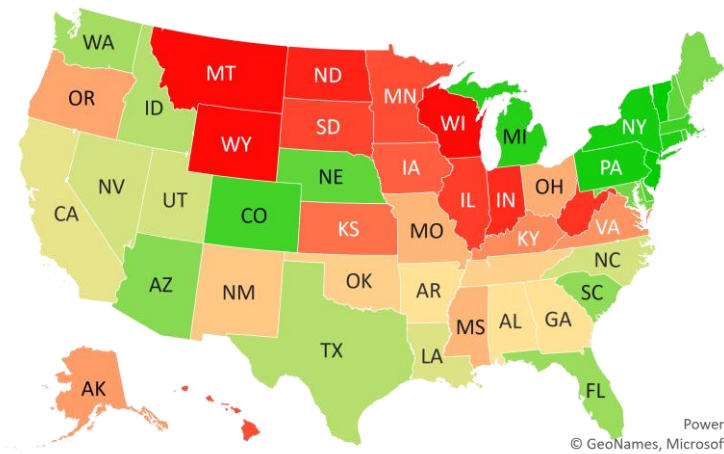 WA
MT
ND
MN
OR
ID
SD
WI
MI
NY
WY
IA
PA
NE
NV
UT
CO
IL
IN
OH
CA
KS
MO
KY
VA
AZ
NM
OK
AR
NC
SC
MS
AL
GA
TX
LA
FL
AK
Power
© GeoNames, Microsof